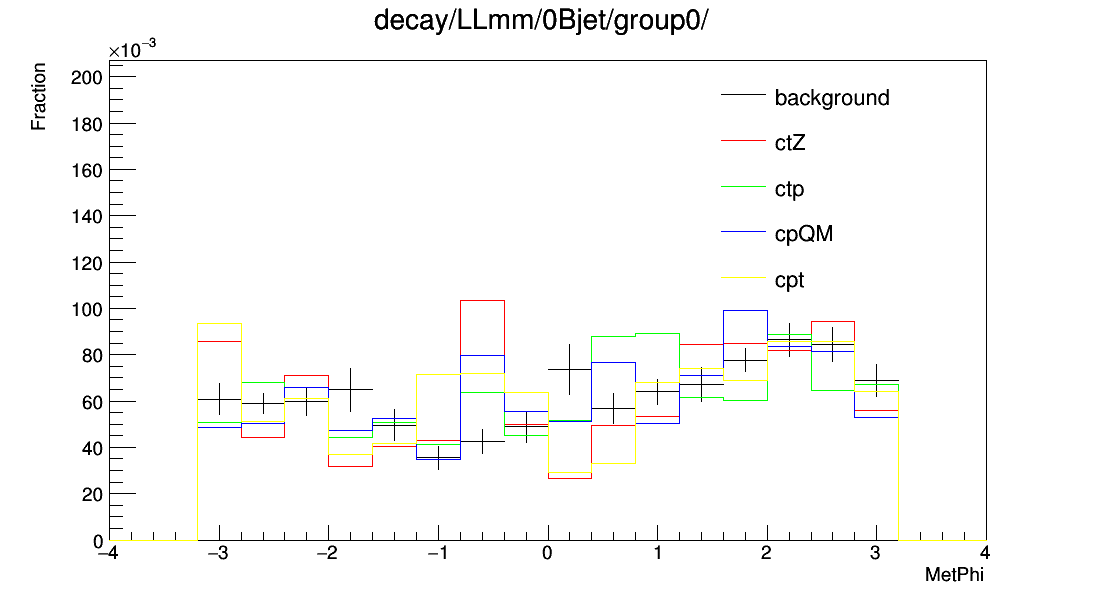 decay/LLmm/0Bjet/group0/
×10⁻³
Fraction
200
180
160
140
120
100
80
60
40
20
0
background
ctZ
ctp
cpQM
cpt
−4 −3 −2 −1 0 1 2 3 4
MetPhi